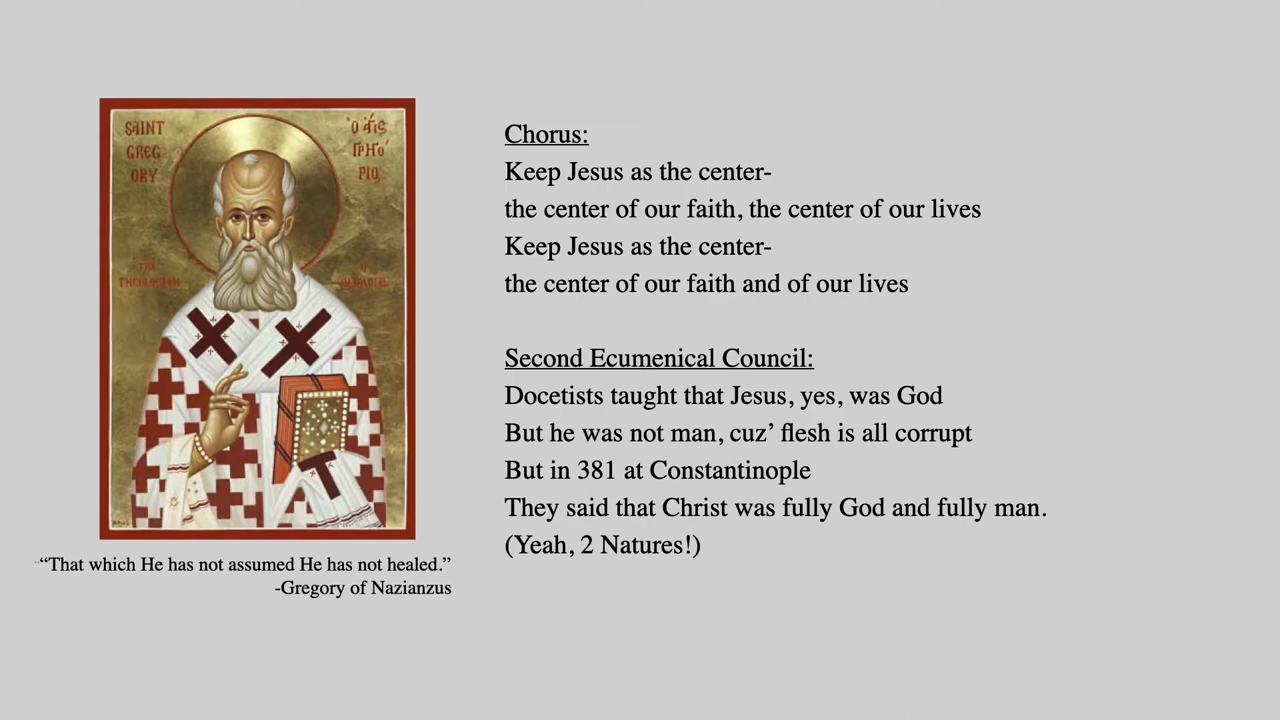 SAINT
GREG
ORY
THE
THEOLOGIAN
Chorus:
Keep Jesus as the center-
the center of our faith, the center of our lives
Keep Jesus as the center-
the center of our faith and of our lives
Second Ecumenical Council:
Docetists taught that Jesus, yes, was God
But he was not man, cuz’ flesh is all corrupt
But in 381 at Constantinople
They said that Christ was fully God and fully man.
(Yeah, 2 Natures!)
“That which He has not assumed He has not healed.”
-Gregory of Nazianzus